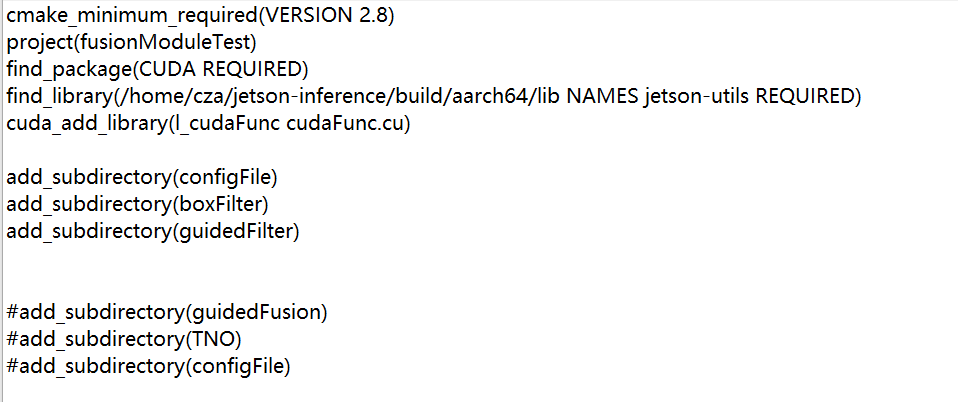 cmake_minimum_required(VERSION 2.8)
project(fusionModuleTest)
find_package(CUDA REQUIRED)
find_library(/home/cza/jetson-inference/build/aarch64/lib NAMES jetson-utils REQUIRED)
cuda_add_library(l_cudaFunc cudaFunc.cu)
add_subdirectory(configFile)
add_subdirectory(boxFilter)
add_subdirectory(guidedFilter)
#add_subdirectory(guidedFusion)
#add_subdirectory(TNO)
#add_subdirectory(configFile)